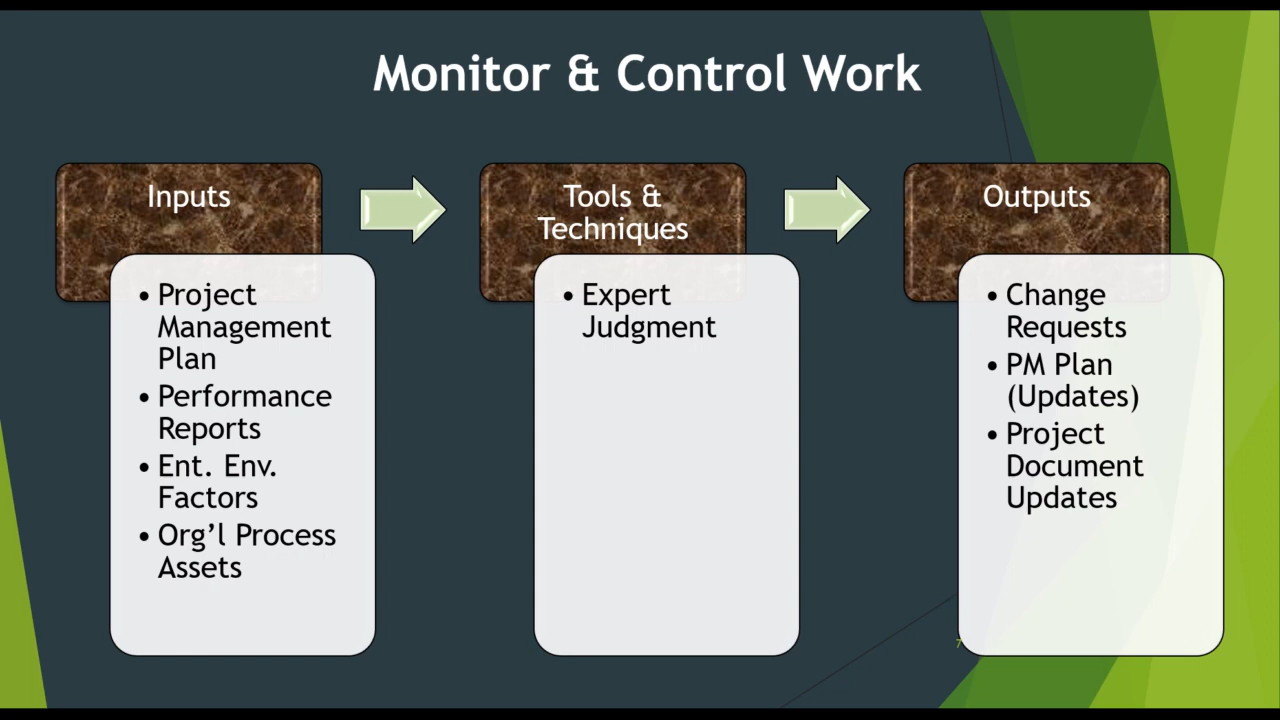 Monitor & Control Work
Inputs
• Project
Management
Plan
• Performance
Reports
• Ent. Env.
Factors
• Org’l Process
Assets
Tools &
Techniques
• Expert
Judgment
Outputs
• Change
Requests
• PM Plan
(Updates)
• Project
Document
Updates
7